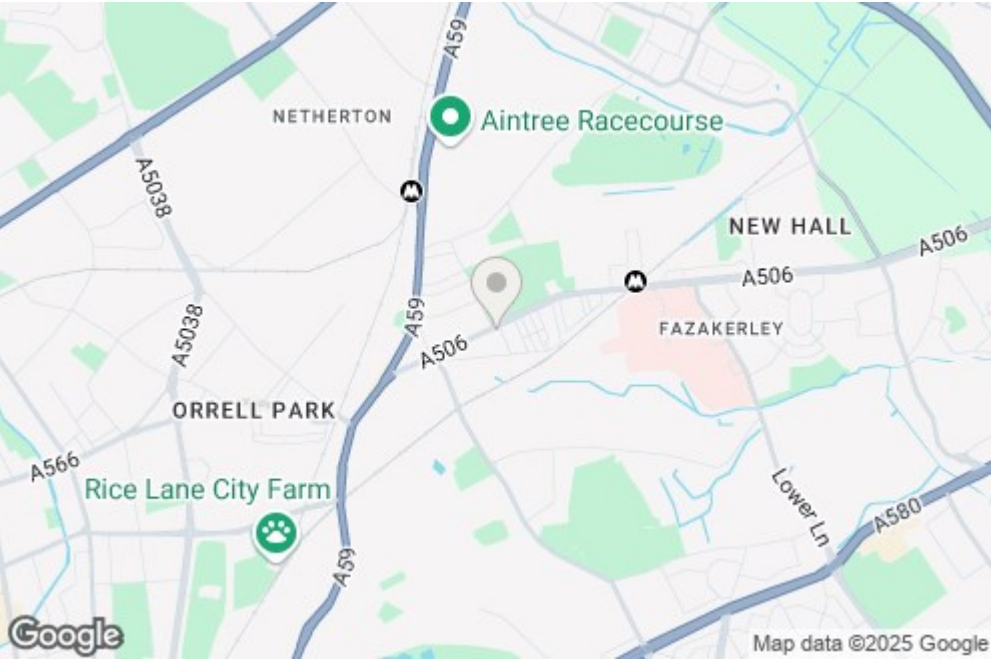 A59
NETHERTON
Aintree Racecourse
A5038
NEW HALL
A506
A506
A59
A5038
FAZAKERLEY
A506
ORRELL PARK
A566
Rice Lane City Farm
Lower Ln
A580
A59
Google
Map data ©2025 Google